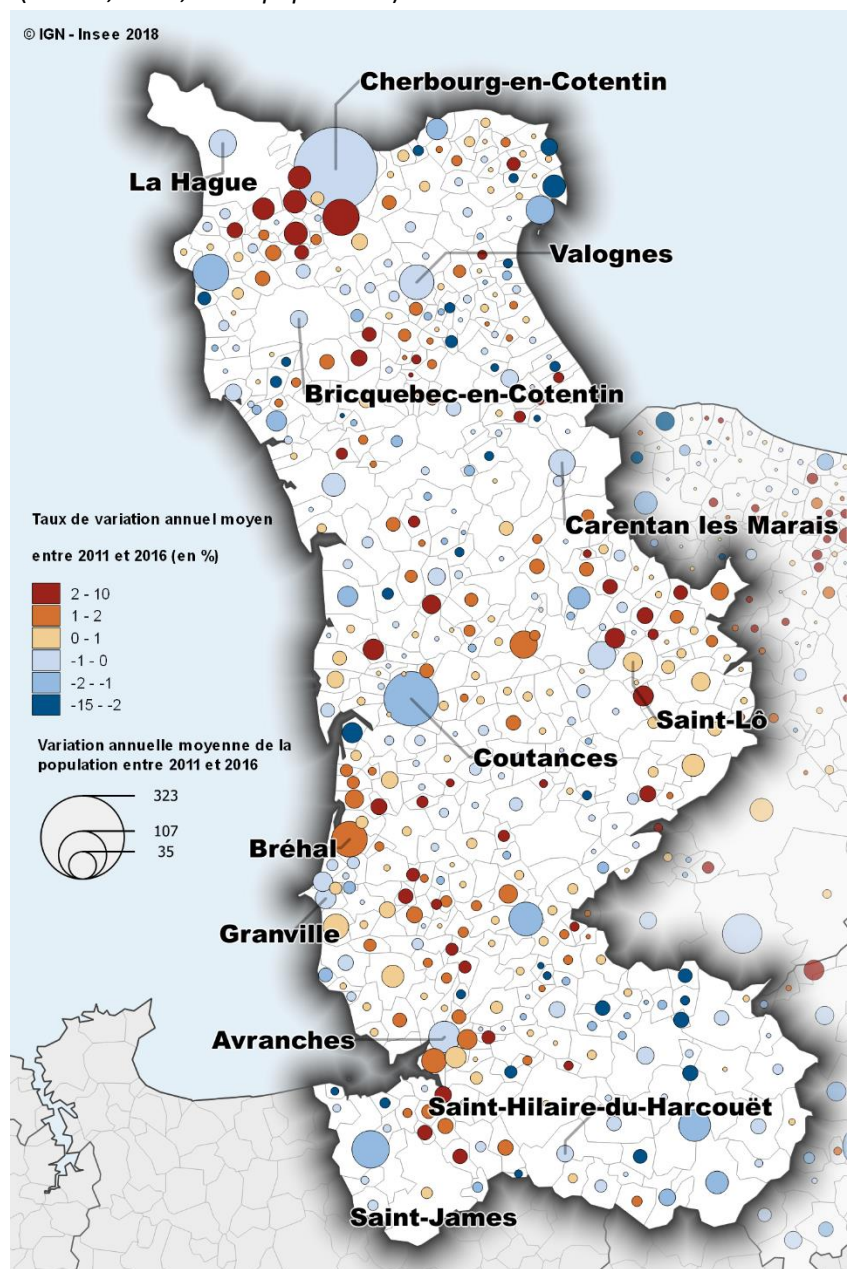 © IGN - Insee 2018
Cherbourg-en-Cotentin
La Hague
Valognes
Bricquebec-en-Cotentin
Carentan les Marais
Taux de variation annuel moyen
entre 2011 et 2016 (en %)
2 - 10
1 - 2
0 - 1
-1 - 0
-2 - -1
-15 - -2
Saint-Lô
Variation annuelle moyenne de la
population entre 2011 et 2016
323
107
35
Coutances
Bréhal
Granville
Avranches
Saint-Hilaire-du-Harcouët
Saint-James